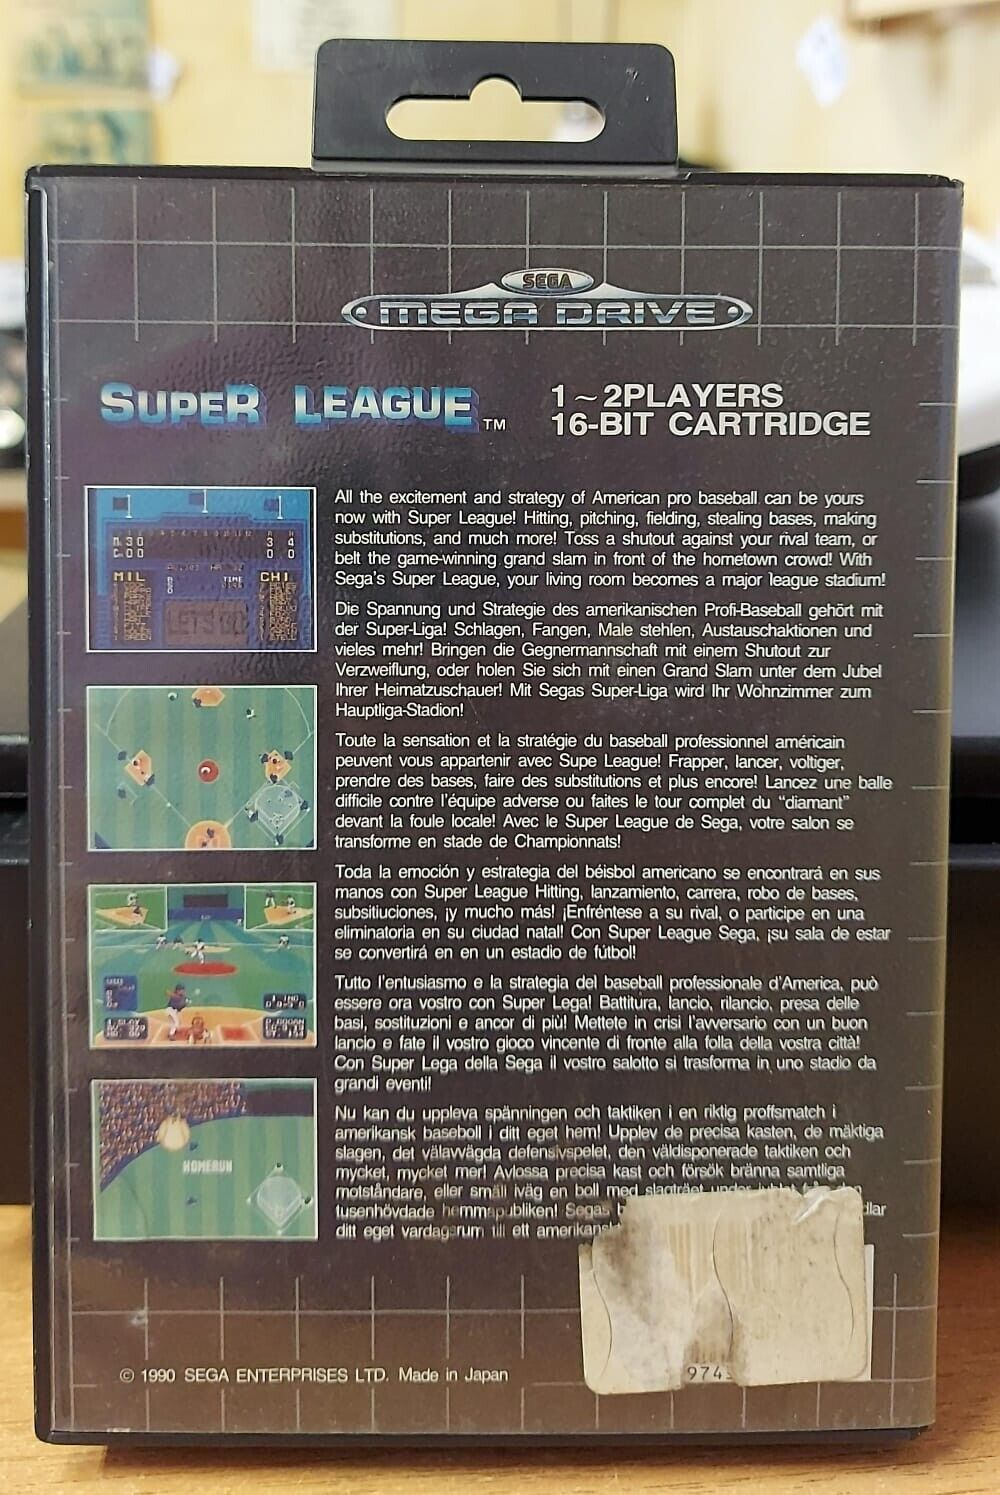 SEGA
MEGA DRIVE
SUPER LEAGUE™
1~2PLAYERS
16-BIT CARTRIDGE
All the excitement and strategy of American pro baseball can be yours
now with Super League! Hitting, pitching, fielding, stealing bases, making
substitutions, and much more! Toss a shutout against your rival team, or
belt the game-winning grand slam in front of the hometown crowd! With
Sega's Super League, your living room becomes a major league stadium!
Die Spannung und Strategie des amerikanischen Profi-Baseball gehört mit
der Super-Liga! Schlagen, Fangen, Male stehlen, Austauschaktionen und
vieles mehr! Bringen die Gegnermannschaft mit einem Shutout zur
Verzweiflung, oder holen Sie sich mit einen Grand Slam unter dem Jubel
Ihrer Heimatzuschauer! Mit Segas Super-Liga wird Ihr Wohnzimmer zum
Hauptliga-Stadion!
Toute la sensation et la stratégie du baseball professionnel américain
peuvent vous appartenir avec Supe League! Frapper, lancer, voltiger,
prendre des bases, faire des substitutions et plus encore! Lancez une balle
difficile contre l'équipe adverse ou faites le tour complet du "diamant"
devant la foule locale! Avec le Super League de Sega, votre salon se
transforme en stade de Championnats!
Toda la emoción y estrategia del béisbol americano se encontrará en sus
manos con Super League Hitting, lanzamiento, carrera, robo de bases,
subsitiuciones, ¡y mucho más! ¡Enfréntese a su rival, o participe en una
eliminatoria en su ciudad natal! Con Super League Sega, ¡su sala de estar
se convertirá en en un estadio de fútbol!
Tutto l'entusiasmo e la strategia del baseball professionale d'America, può
essere ora vostro con Super Lega! Battitura, lancio, rilancio, presa delle
basi, sostituzioni e ancor di più! Mettete in crisi l'avversario con un buon
lancio e fate il vostro gioco vincente di fronte alla folla della vostra città!
Con Super Lega della Sega il vostro salotto si trasforma in uno stadio da
grandi eventi!
Nu kan du uppleva spänningen och taktiken i en riktig proffsmatch i
amerikansk baseboll i ditt eget hem! Upplev de precisa kasten, de mäktiga
slagen, det välavvägda defensivspelet, den väldisponerade taktiken och
mycket, mycket mer! Avlossa precisa kast och försök bränna samtliga
motståndare, eller smäll iväg en boll med slagträet under
tusenhövdade hemmapubliken! Segas
ditt eget vardagsrum till ett
MIL
TIME
CHI
HOMERUN
974
© 1990 SEGA ENTERPRISES LTD. Made in Japan